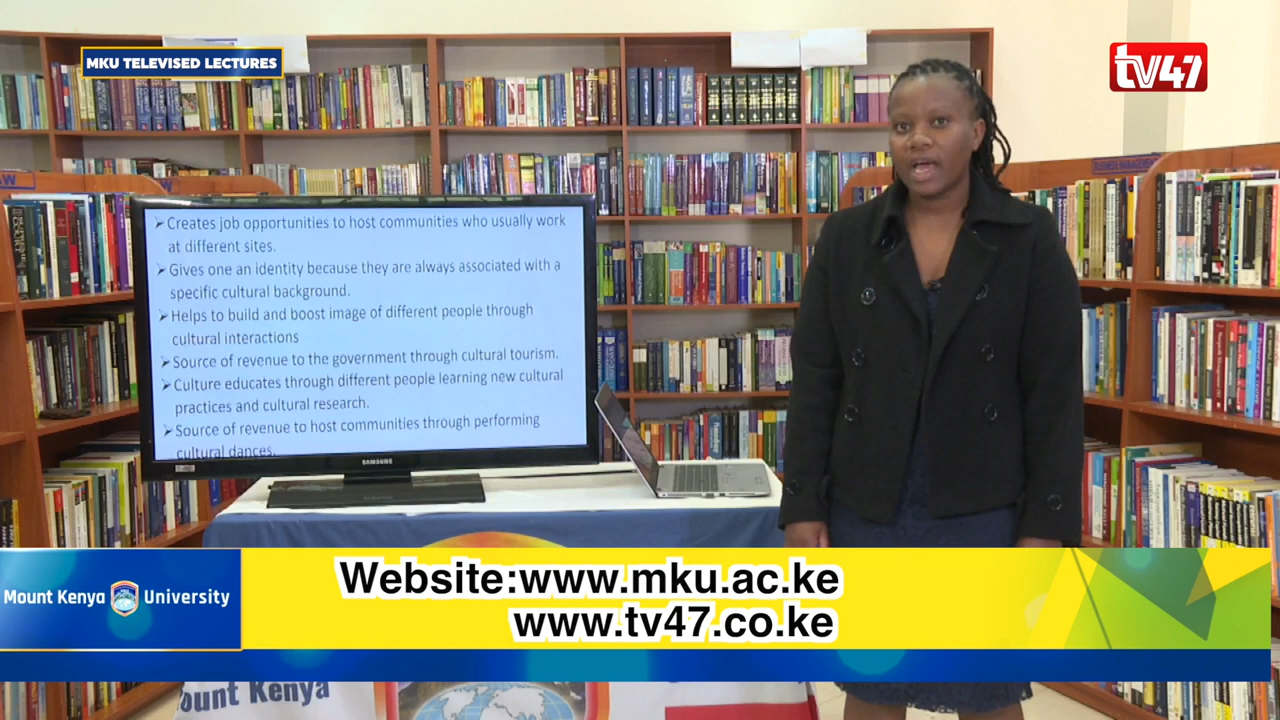 MKU TELEVISED LECTURES
tv47
BUSINESS MANAGEMENT
➢Creates job opportunities to host communities who usually work
at different sites.
➢Gives one an identity because they are always associated with a
specific cultural background.
➢Helps to build and boost image of different people through
cultural interactions
➢Source of revenue to the government through cultural tourism.
➢Culture educates through different people learning new cultural
practices and cultural research.
➢Source of revenue to host communities through performing
cultural dances.
SAMSUNG
Mount Kenya University
Website:www.mku.ac.ke
www.tv47.co.ke
ount Kenya